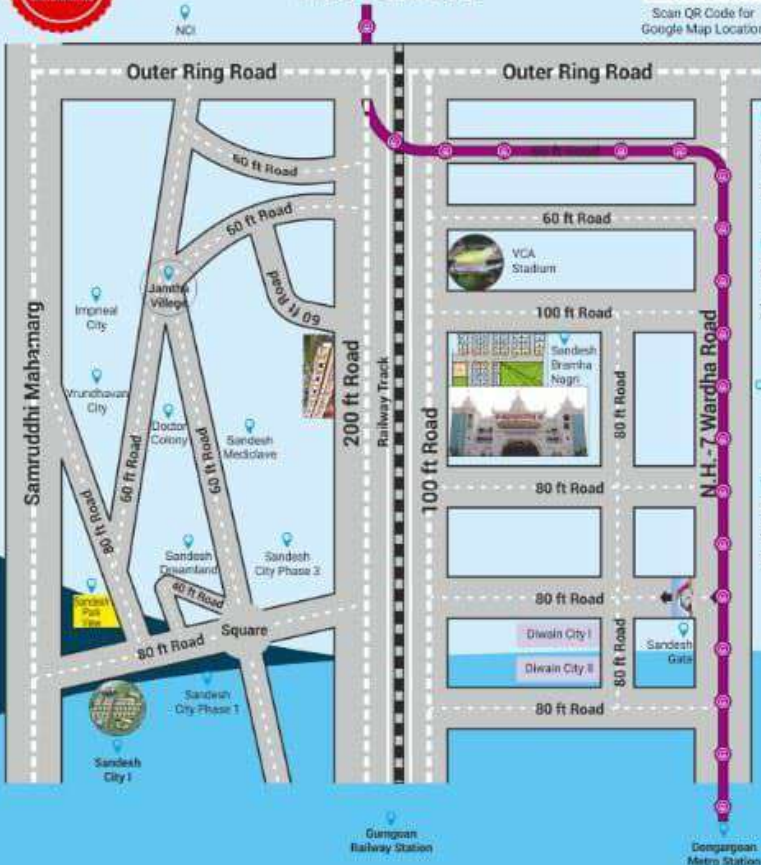 Scan QR Code for
Google Map Location
NCI
Outer Ring Road
Outer Ring Road
60 ft Road
60 ft Road
60 ft Road
60 ft Road
VCA
Stadium
Jamtha
Village
100 ft Road
Impreal
City
Samruddhi Mahamarg
200 ft Road
Railway Track
100 ft Road
Sandesh
Bramha
Nagri
80 ft Road
N.H.-7 Wardha Road
Vrundhavan
City
Doctor
Colony
Sandesh
Mediclave
60 ft Road
60 ft Road
80 ft Road
80 ft Road
Sandesh
Dreamland
Sandesh
City Phase 3
Sandesh
Park
View
40 ft Road
80 ft Road
Square
80 ft Road
Diwain City I
Diwain City II
80 ft Road
Sandesh
Gate
Sandesh
City Phase 1
80 ft Road
Sandesh
City I
Railway Station
Dongargoan
Metro Station